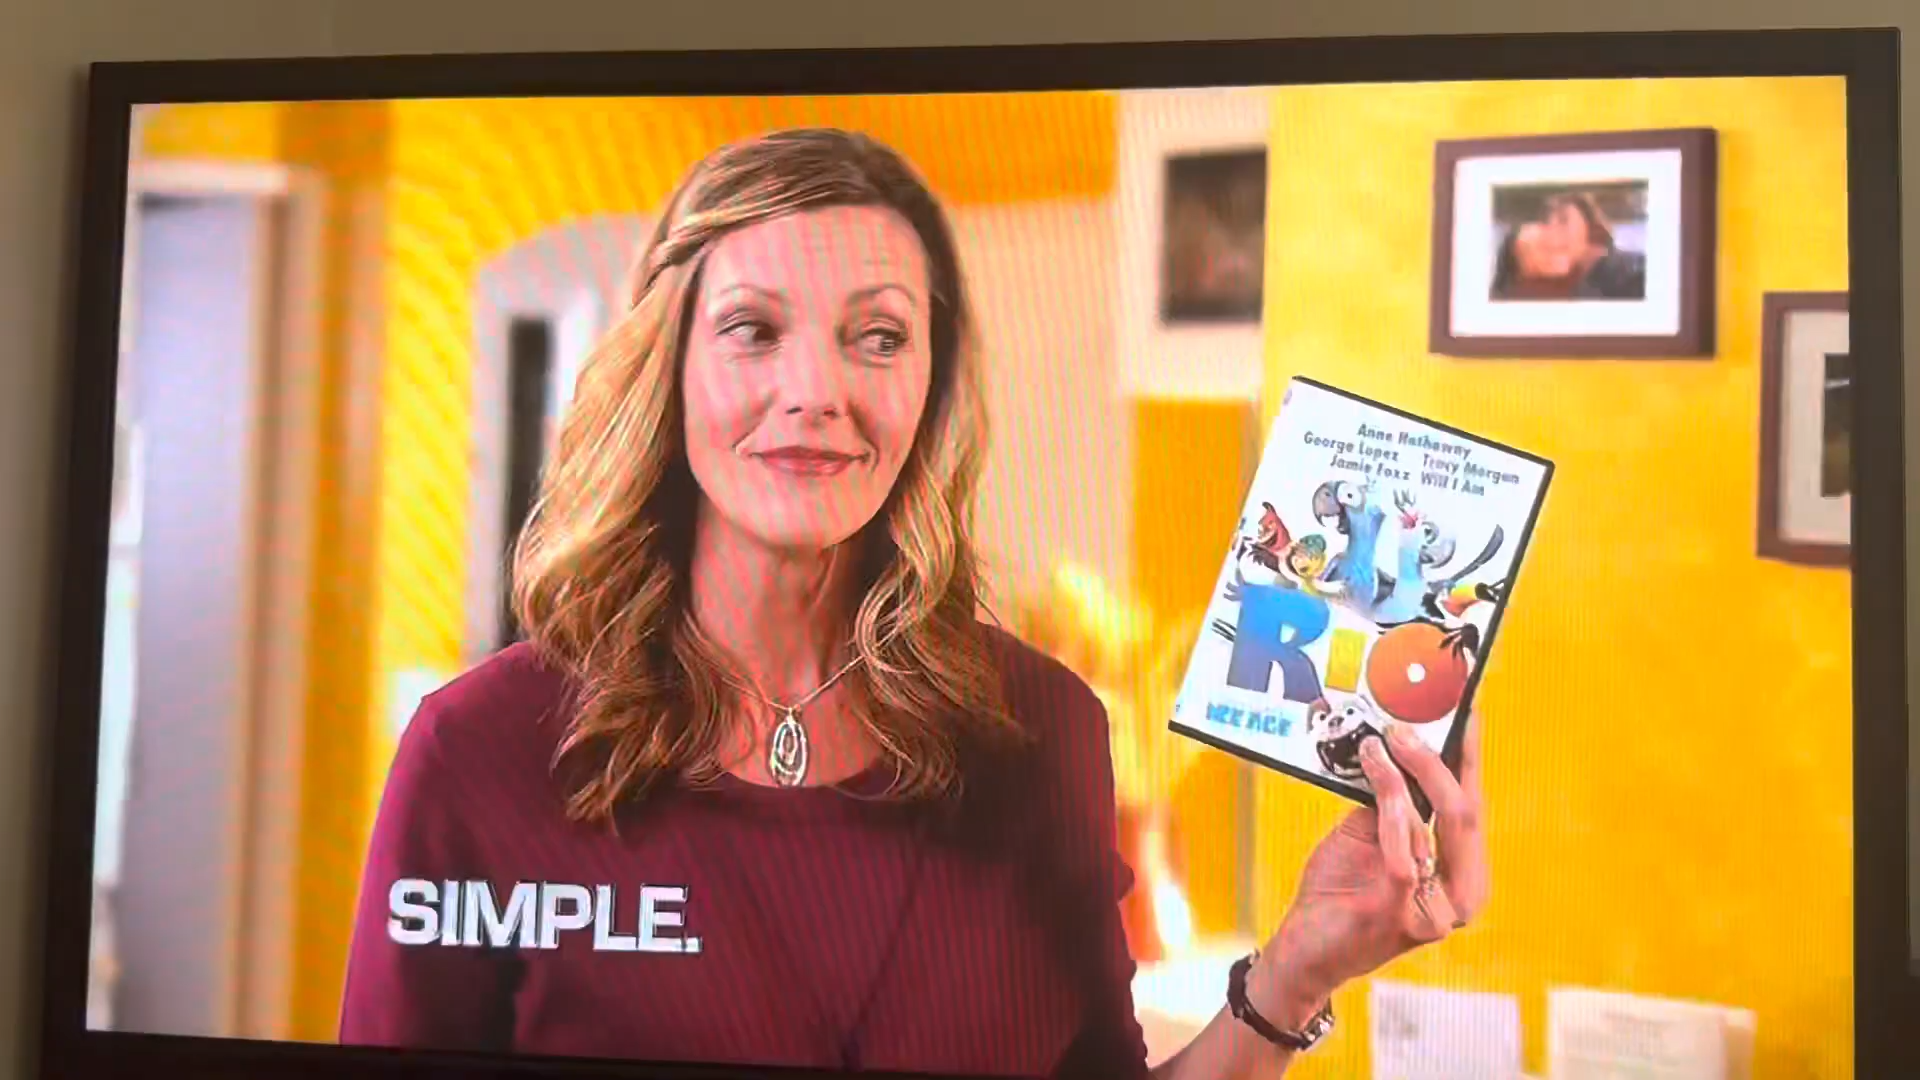 Anne Hathaway
George Lopez Tracy Morgan
Jamie Foxx Will I Am
RIO
ICE AGE
SIMPLE.